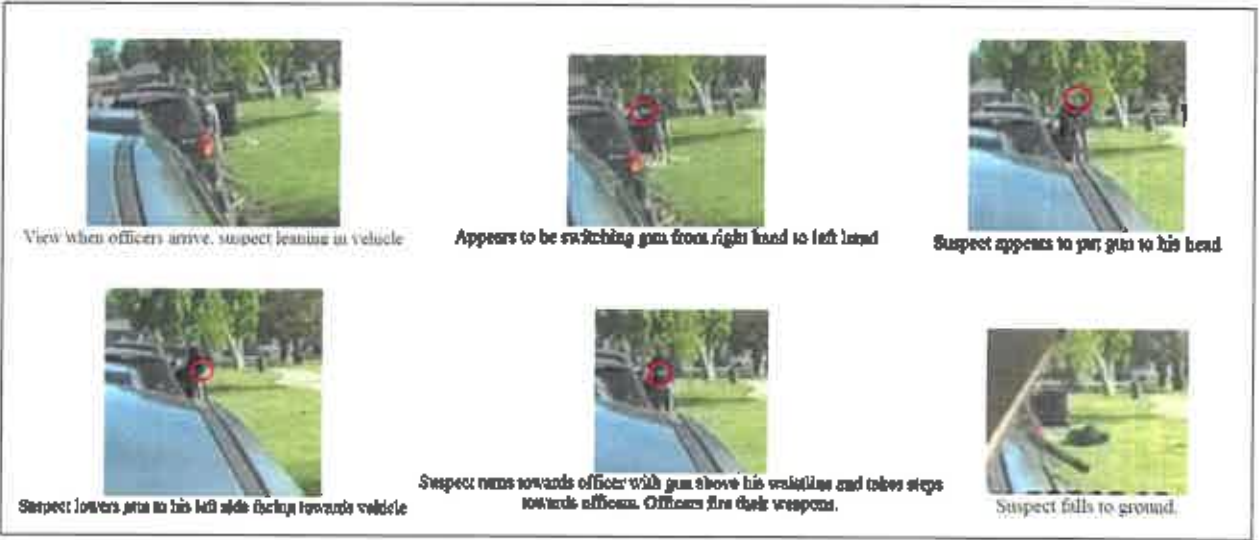 View when officers arrive, suspect leaning in vehicle
Appears to be switching gun from right hand to left hand
Suspect appears to put gun to his head
Suspect lowers gun to his left side facing towards vehicle
Suspect turns towards officer with gun above his waistline and takes steps
towards officers. Officers fire their weapons.
Suspect falls to ground.